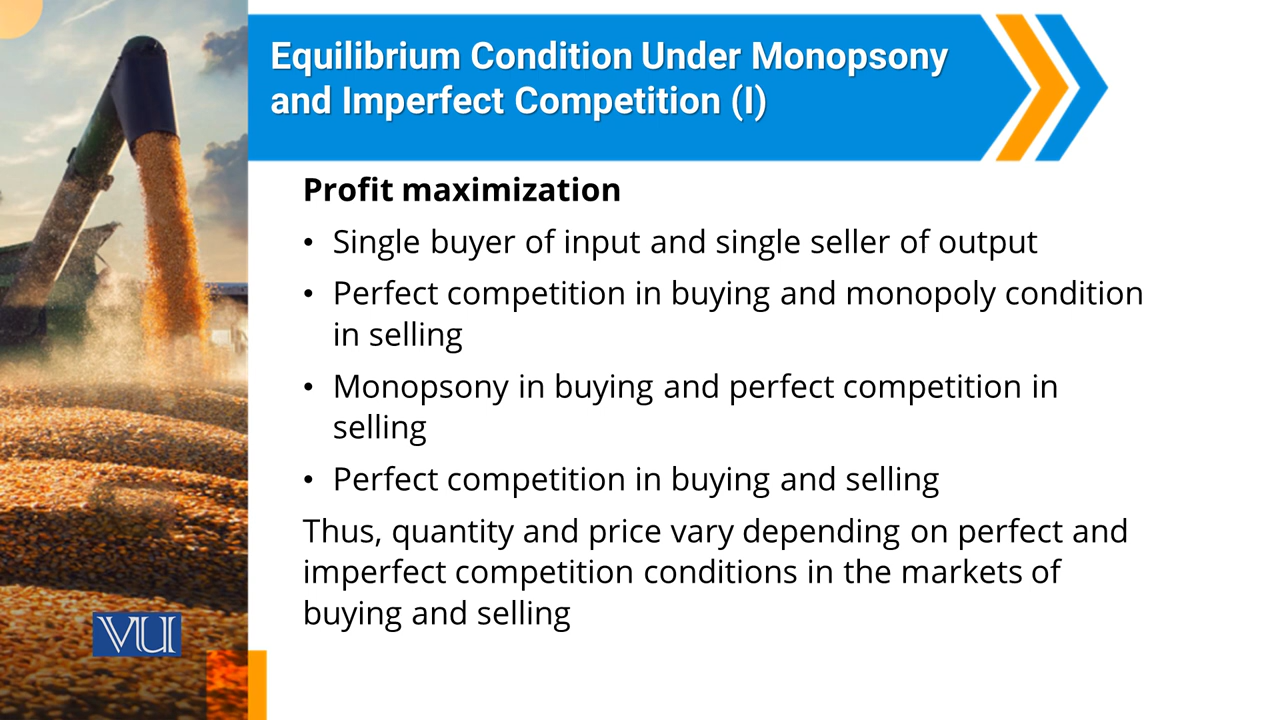 Equilibrium Condition Under Monopsony
and Imperfect Competition (I)
Profit maximization
• Single buyer of input and single seller of output
• Perfect competition in buying and monopoly condition
in selling
• Monopsony in buying and perfect competition in
selling
• Perfect competition in buying and selling
Thus, quantity and price vary depending on perfect and
imperfect competition conditions in the markets of
buying and selling
VU